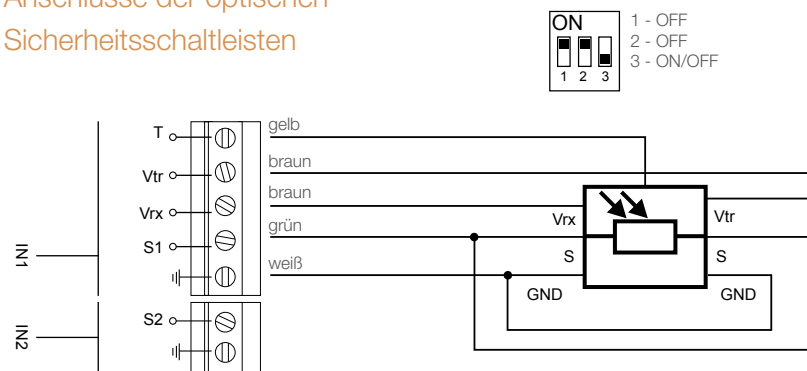 Anschlüsse der optischen
Sicherheitsschaltleisten
ON
1 2 3
1 - OFF
2 - OFF
3 - ON/OFF
T
gelb
Vtr
braun
Vrx
braun
S1
grün
weiß
IN1
S2
IN2
Vrx
Vtr
S
S
GND
GND